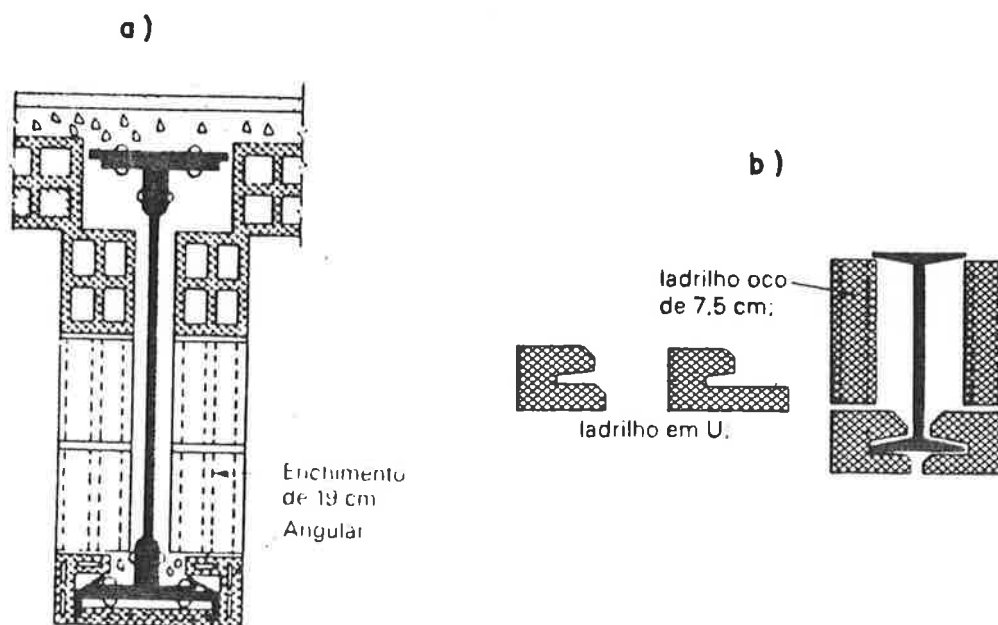 a)
b)
ladrilho oco
de 7,5 cm;
ladrilho em U;
Enchimento
de 19 cm
Angular